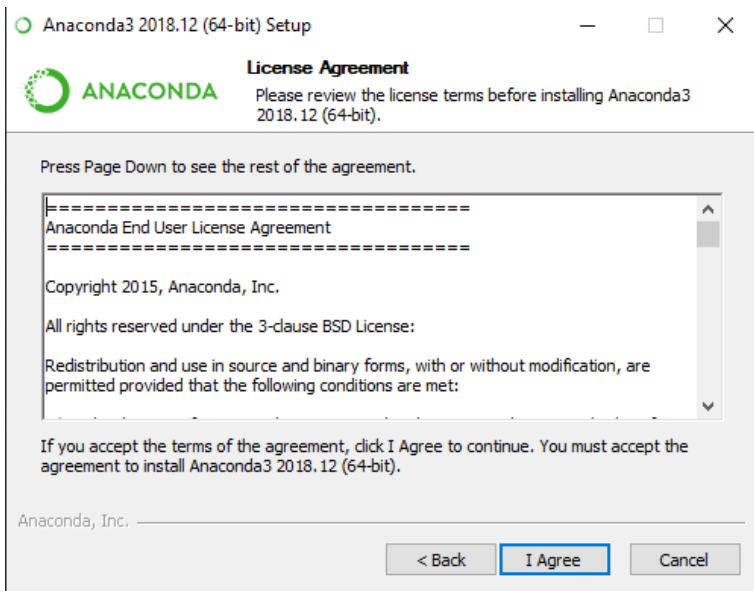 Anaconda3 2018.12 (64-bit) Setup
ANACONDA
License Agreement
Please review the license terms before installing Anaconda3
2018.12 (64-bit).
Press Page Down to see the rest of the agreement.
===================================
Anaconda End User License Agreement
===================================
Copyright 2015, Anaconda, Inc.
All rights reserved under the 3-clause BSD License:
Redistribution and use in source and binary forms, with or without modification, are
permitted provided that the following conditions are met:
If you accept the terms of the agreement, click I Agree to continue. You must accept the
agreement to install Anaconda3 2018.12 (64-bit).
Anaconda, Inc.
< Back
I Agree
Cancel